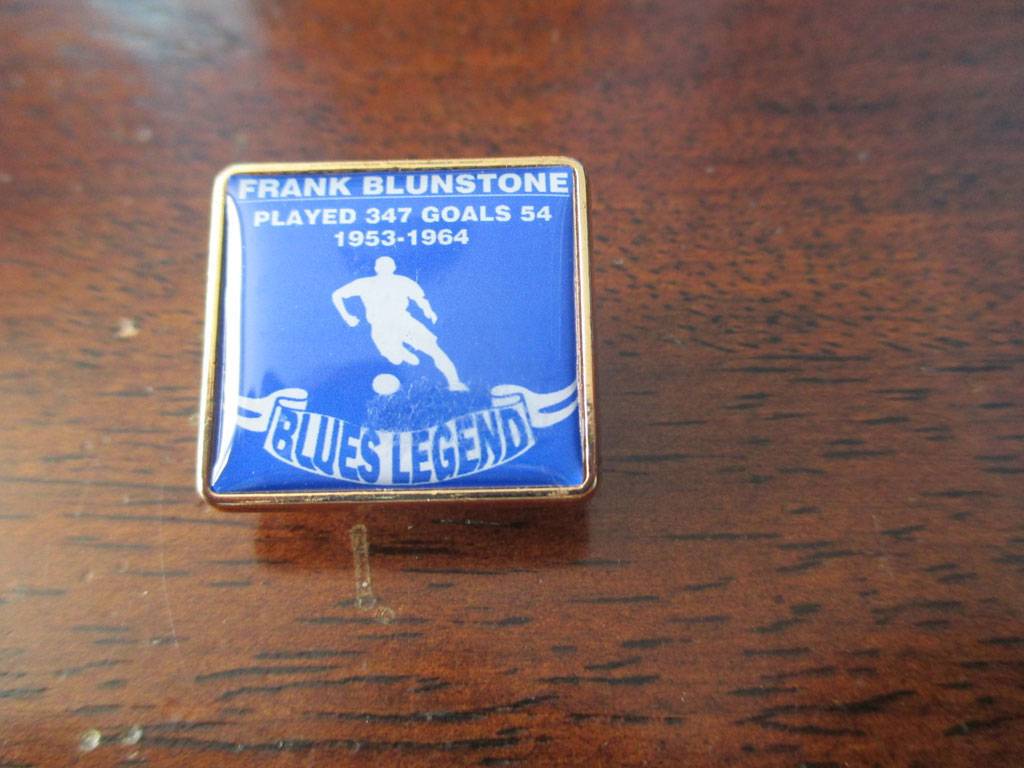 FRANK BLUNSTONE
PLAYED 347 GOALS 54
1953-1964
BLUES LEGEND